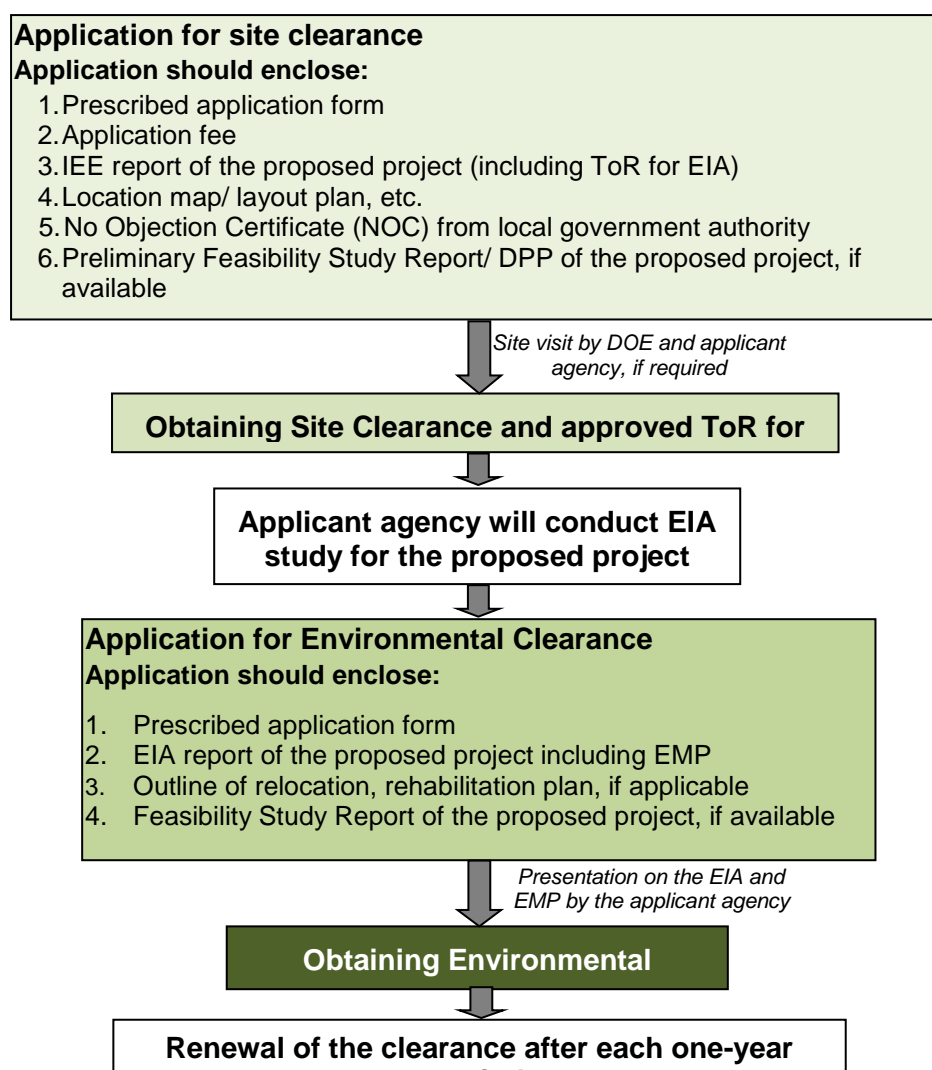 Application for site clearance
Application should enclose:
1. Prescribed application form
2. Application fee
3. IEE report of the proposed project (including ToR for EIA)
4. Location map/ layout plan, etc.
5. No Objection Certificate (NOC) from local government authority
6. Preliminary Feasibility Study Report/ DPP of the proposed project, if
available
Site visit by DOE and applicant
agency, if required
Obtaining Site Clearance and approved ToR for
Applicant agency will conduct EIA
study for the proposed project
Application for Environmental Clearance
Application should enclose:
1. Prescribed application form
2. EIA report of the proposed project including EMP
3. Outline of relocation, rehabilitation plan, if applicable
4. Feasibility Study Report of the proposed project, if available
Presentation on the EIA and
EMP by the applicant agency
Obtaining Environmental
Renewal of the clearance after each one-year